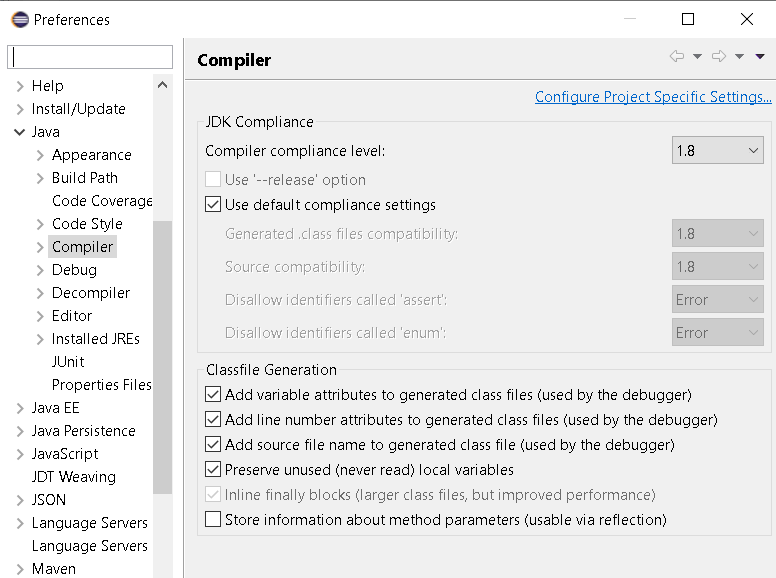 Preferences
Help
Install/Update
Java
Appearance
Build Path
Code Coverage
Code Style
Compiler
Debug
Decompiler
Editor
Installed JREs
JUnit
Properties Files
Java EE
Java Persistence
JavaScript
JDT Weaving
JSON
Language Servers
Language Servers
Maven
Compiler
Configure Project Specific Settings...
JDK Compliance
Compiler compliance level: 1.8
Use '--release' option
Use default compliance settings
Generated .class files compatibility: 1.8
Source compatibility: 1.8
Disallow identifiers called 'assert': Error
Disallow identifiers called 'enum': Error
Classfile Generation
Add variable attributes to generated class files (used by the debugger)
Add line number attributes to generated class files (used by the debugger)
Add source file name to generated class file (used by the debugger)
Preserve unused (never read) local variables
Inline finally blocks (larger class files, but improved performance)
Store information about method parameters (usable via reflection)